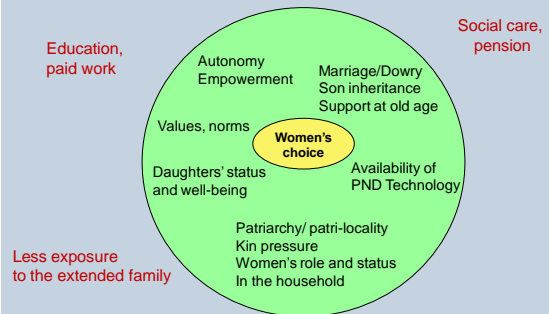 Education,
paid work
Social care,
pension
Autonomy
Empowerment
Marriage/Dowry
Son inheritance
Support at old age
Values, norms
Women's
choice
Daughters' status
and well-being
Availability of
PND Technology
Patriarchy/ patri-locality
Kin pressure
Women's role and status
In the household
Less exposure
to the extended family